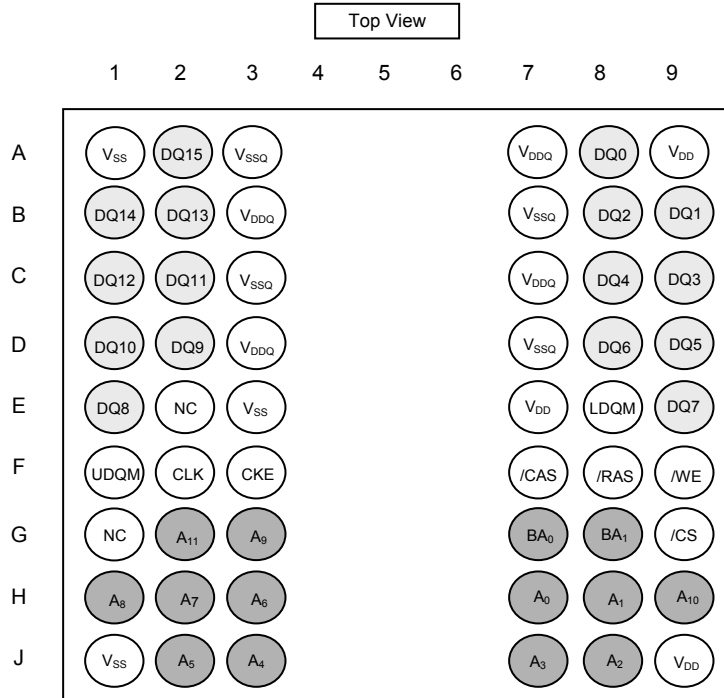 Top View
1 2 3 4 5 6 7 8 9
A VSS DQ15 VSSQ VDDQ DQ0 VDD
B DQ14 DQ13 VDDQ VSSQ DQ2 DQ1
C DQ12 DQ11 VSSQ VDDQ DQ4 DQ3
D DQ10 DQ9 VDDQ VSSQ DQ6 DQ5
E DQ8 NC VSS VDD LDQM DQ7
F UDQM CLK CKE /CAS /RAS /WE
G NC A11 A9 BA0 BA1 /CS
H A8 A7 A6 A0 A1 A10
J VSS A5 A4 A3 A2 VDD